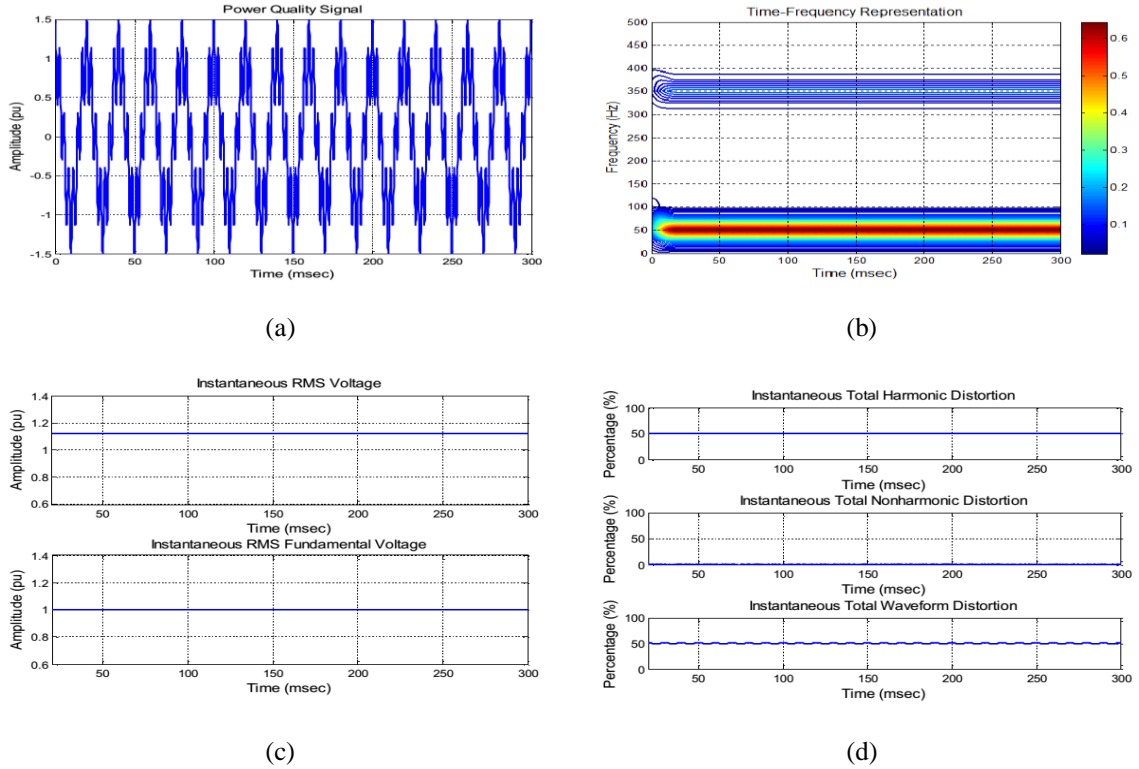 Power Quality Signal
1.5
1
0.5
0
-0.5
-1
-1.5
Amplitude (pu)
0 50 100 150 200 250 300
Time (msec)
(a)
Time-Frequency Representation
500
450
400
350
300
250
200
150
100
50
0
Frequency (Hz)
0 50 100 150 200 250 300
Time (msec)
0.6
0.5
0.4
0.3
0.2
0.1
(b)
Instantaneous RMS Voltage
1.4
1.2
1
0.8
0.6
Amplitude (pu)
50 100 150 200 250 300
Time (msec)
Instantaneous RMS Fundamental Voltage
1.4
1.2
1
0.8
0.6
Amplitude (pu)
50 100 150 200 250 300
Time (msec)
(c)
Instantaneous Total Harmonic Distortion
100
50
0
Percentage (%)
50 100 150 200 250 300
Time (msec)
Instantaneous Total Nonharmonic Distortion
100
50
0
Percentage (%)
50 100 150 200 250 300
Time (msec)
Instantaneous Total Waveform Distortion
100
50
0
Percentage (%)
50 100 150 200 250 300
Time (msec)
(d)